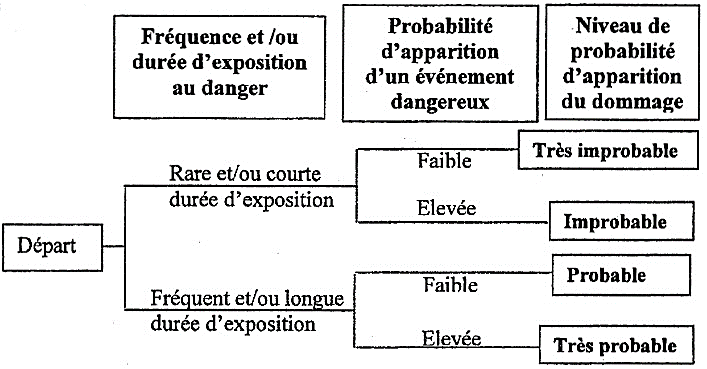 Fréquence et /ou
durée d'exposition
au danger
Probabilité
d'apparition
d'un événement
dangereux
Niveau de
probabilité
d'apparition
du dommage
Départ
Rare et/ou courte
durée d'exposition
Faible
Très improbable
Elevée
Improbable
Fréquent et/ou longue
durée d'exposition
Faible
Probable
Elevée
Très probable